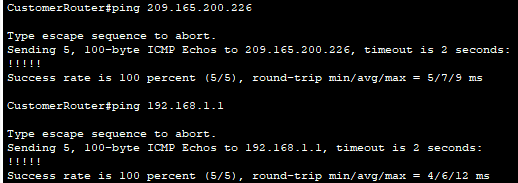 CustomerRouter#ping 209.165.200.226
Type escape sequence to abort.
Sending 5, 100-byte ICMP Echos to 209.165.200.226, timeout is 2 seconds:
!!!!!
Success rate is 100 percent (5/5), round-trip min/avg/max = 5/7/9 ms
CustomerRouter#ping 192.168.1.1
Type escape sequence to abort.
Sending 5, 100-byte ICMP Echos to 192.168.1.1, timeout is 2 seconds:
!!!!!
Success rate is 100 percent (5/5), round-trip min/avg/max = 4/6/12 ms